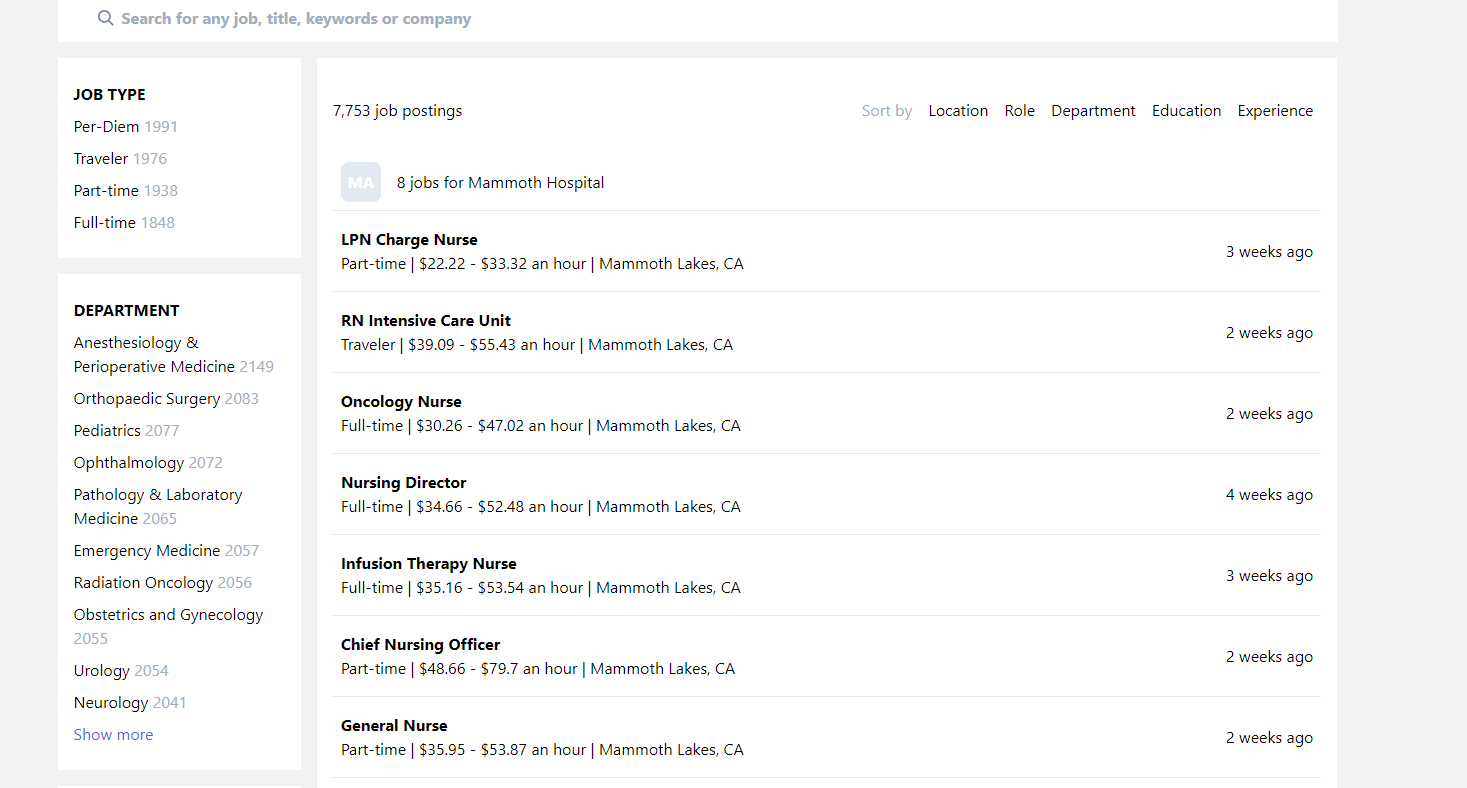 Search for any job, title, keywords or company
JOB TYPE
Per-Diem 1991
Traveler 1976
Part-time 1938
Full-time 1848
DEPARTMENT
Anesthesiology &
Perioperative Medicine 2149
Orthopaedic Surgery 2083
Pediatrics 2077
Ophthalmology 2072
Pathology & Laboratory
Medicine 2065
Emergency Medicine 2057
Radiation Oncology 2056
Obstetrics and Gynecology
2055
Urology 2054
Neurology 2041
Show more
7,753 job postings
Sort by Location Role Department Education Experience
MA 8 jobs for Mammoth Hospital
LPN Charge Nurse
Part-time | $22.22 - $33.32 an hour | Mammoth Lakes, CA
3 weeks ago
RN Intensive Care Unit
Traveler | $39.09 - $55.43 an hour | Mammoth Lakes, CA
2 weeks ago
Oncology Nurse
Full-time | $30.26 - $47.02 an hour | Mammoth Lakes, CA
2 weeks ago
Nursing Director
Full-time | $34.66 - $52.48 an hour | Mammoth Lakes, CA
4 weeks ago
Infusion Therapy Nurse
Full-time | $35.16 - $53.54 an hour | Mammoth Lakes, CA
3 weeks ago
Chief Nursing Officer
Part-time | $48.66 - $79.7 an hour | Mammoth Lakes, CA
2 weeks ago
General Nurse
Part-time | $35.95 - $53.87 an hour | Mammoth Lakes, CA
2 weeks ago